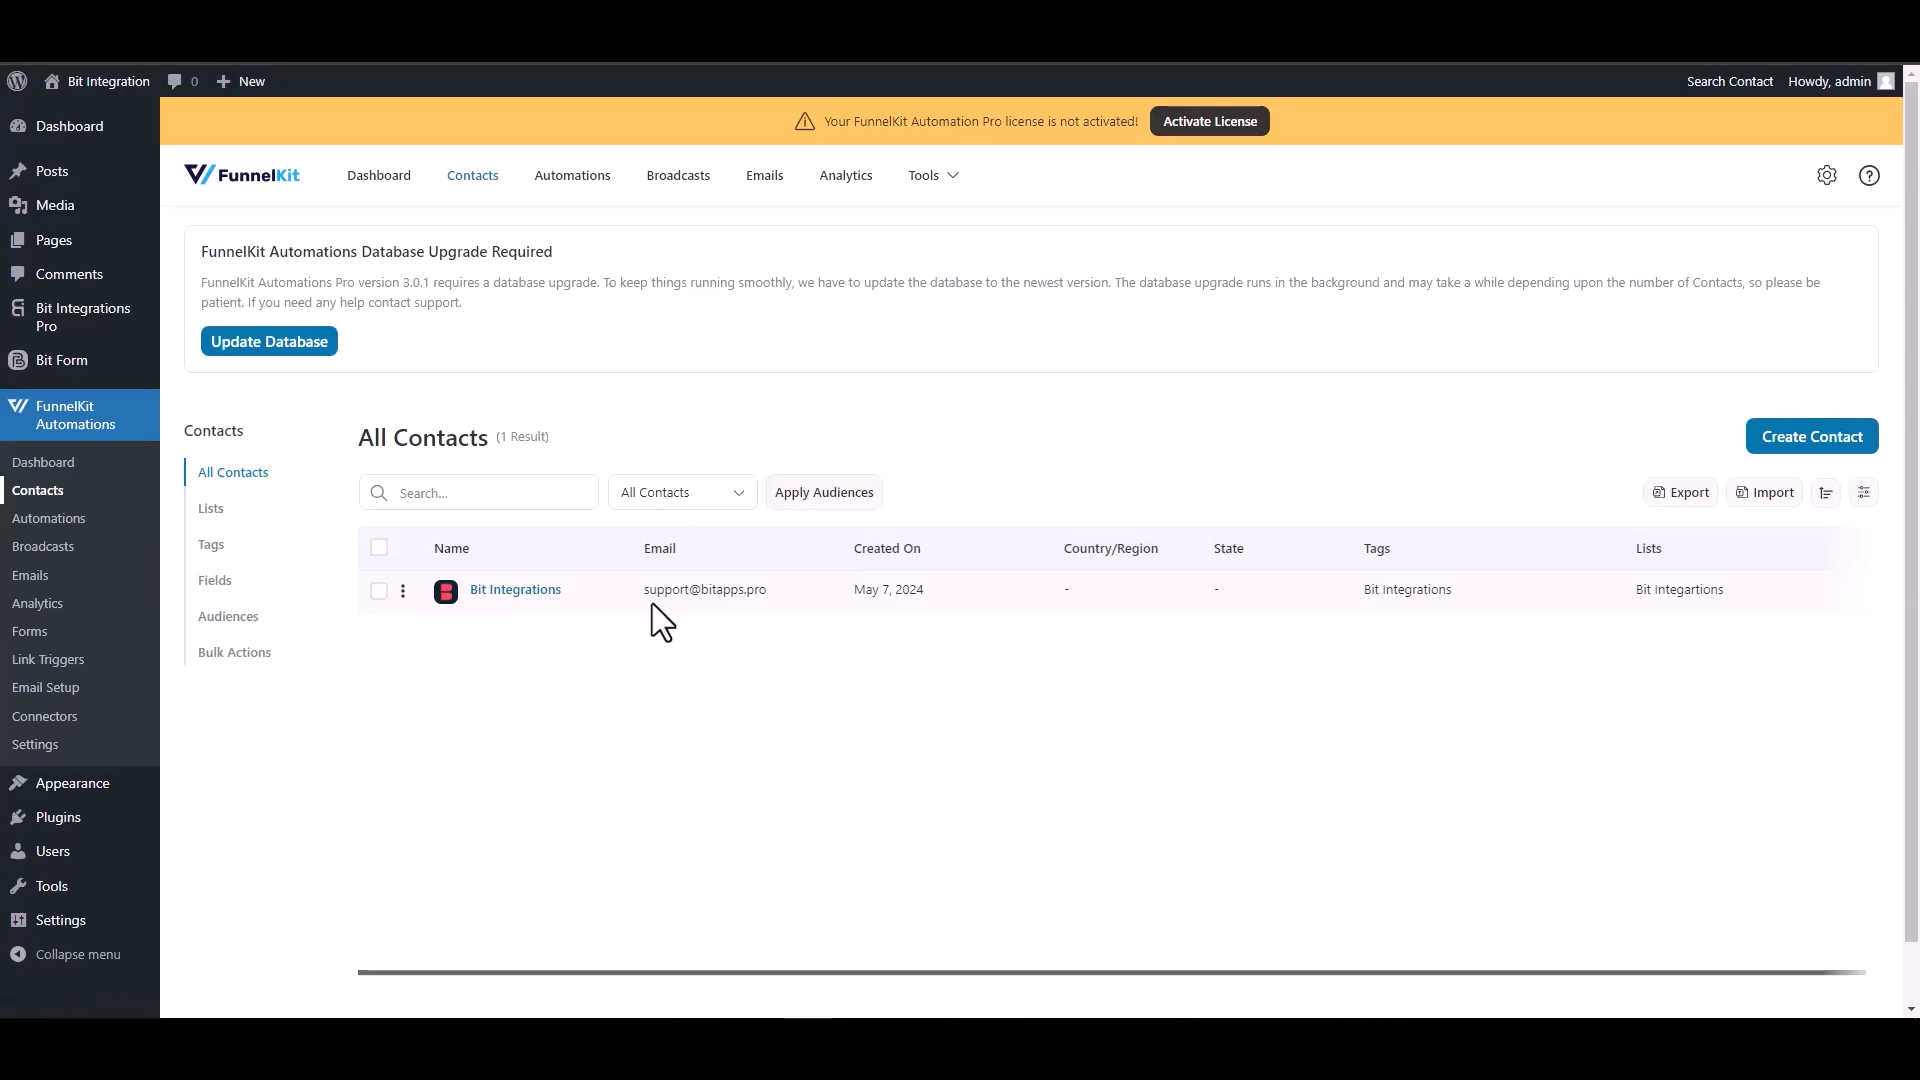 Bit Integration 0 New Search Contact Howdy, admin
Your FunnelKit Automation Pro license is not activated! Activate License
FunnelKit Dashboard Contacts Automations Broadcasts Emails Analytics Tools
Dashboard
Posts
Media
Pages
Comments
Bit Integrations
Pro
Bit Form
FunnelKit
Automations
Dashboard
Contacts
Automations
Broadcasts
Emails
Analytics
Forms
Link Triggers
Email Setup
Connectors
Settings
Appearance
Plugins
Users
Tools
Settings
Collapse menu
FunnelKit Automations Database Upgrade Required
FunnelKit Automations Pro version 3.0.1 requires a database upgrade. To keep things running smoothly, we have to update the database to the newest version. The database upgrade runs in the background and may take a while depending upon the number of Contacts, so please be
patient. If you need any help contact support.
Update Database
Contacts
All Contacts
Lists
Tags
Fields
Audiences
Bulk Actions
All Contacts (1 Result) Create Contact
Search... All Contacts Apply Audiences Export Import
Name Email Created On Country/Region State Tags Lists
Bit Integrations support@bitapps.pro May 7, 2024 - - Bit Integrations Bit Integartions